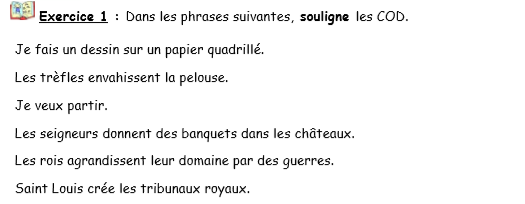 Exercice 1 : Dans les phrases suivantes, souligne les COD.
Je fais un dessin sur un papier quadrillé.
Les trèfles envahissent la pelouse.
Je veux partir.
Les seigneurs donnent des banquets dans les châteaux.
Les rois agrandissent leur domaine par des guerres.
Saint Louis crée les tribunaux royaux.